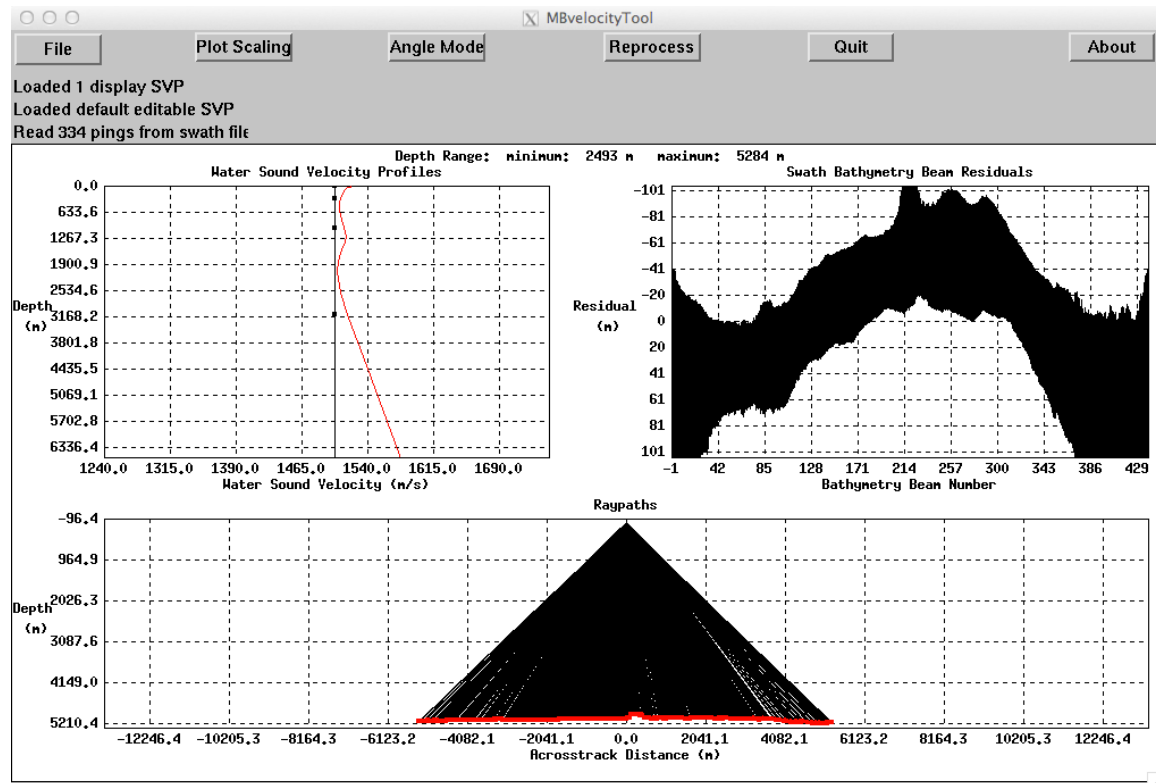 MBvelocityTool
File Plot Scaling Angle Mode Reprocess Quit About
Loaded 1 display SVP
Loaded default editable SVP
Read 334 pings from swath file
Depth Range: minimum: 2493 m maximum: 5284 m
Water Sound Velocity Profiles
0.0
633.6
1267.3
1900.9
2534.6
3168.2
3801.8
4435.5
5069.1
5702.8
6336.4
Depth
(m)
1240.0 1315.0 1390.0 1465.0 1540.0 1615.0 1690.0
Water Sound Velocity (m/s)
Swath Bathymetry Beam Residuals
-101
-81
-61
-41
-20
0
20
41
61
81
101
Residual
(m)
-1 42 85 128 171 214 257 300 343 386 429
Bathymetry Beam Number
Raypaths
-96.4
964.9
2026.3
3087.6
4149.0
5210.4
Depth
(m)
-12246.4 -10205.3 -8164.3 -6123.2 -4082.1 -2041.1 0.0 2041.1 4082.1 6123.2 8164.3 10205.3 12246.4
Acrosstrack Distance (m)